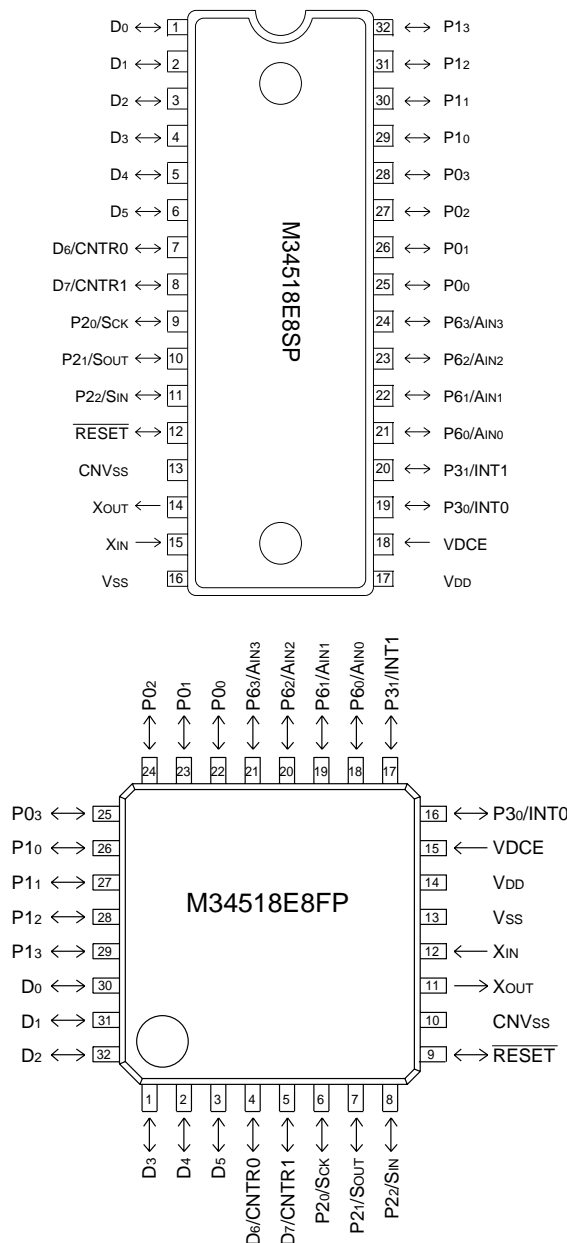 D0 1 32 P13
D1 2 31 P12
D2 3 30 P11
D3 4 29 P10
D4 5 28 P03
D5 6 27 P02
D6/CNTR0 7 26 P01
D7/CNTR1 8 25 P00
P20/SCK 9 24 P63/AIN3
P21/SOUT 10 23 P62/AIN2
P22/SIN 11 22 P61/AIN1
RESET 12 21 P60/AIN0
CNVSS 13 20 P31/INT1
XOUT 14 19 P30/INT0
XIN 15 18 VDCE
VSS 16 17 VDD
M34518E8SP
P02 P01 P00 P63/AIN3 P62/AIN2 P61/AIN1 P60/AIN0 P31/INT1
24 23 22 21 20 19 18 17
P03 25 16 P30/INT0
P10 26 15 VDCE
P11 27 14 VDD
P12 28 13 VSS
P13 29 12 XIN
D0 30 11 XOUT
D1 31 10 CNVSS
D2 32 9 RESET
M34518E8FP
1 2 3 4 5 6 7 8
D3 D4 D5 D6/CNTR0 D7/CNTR1 P20/SCK P21/SOUT P22/SIN